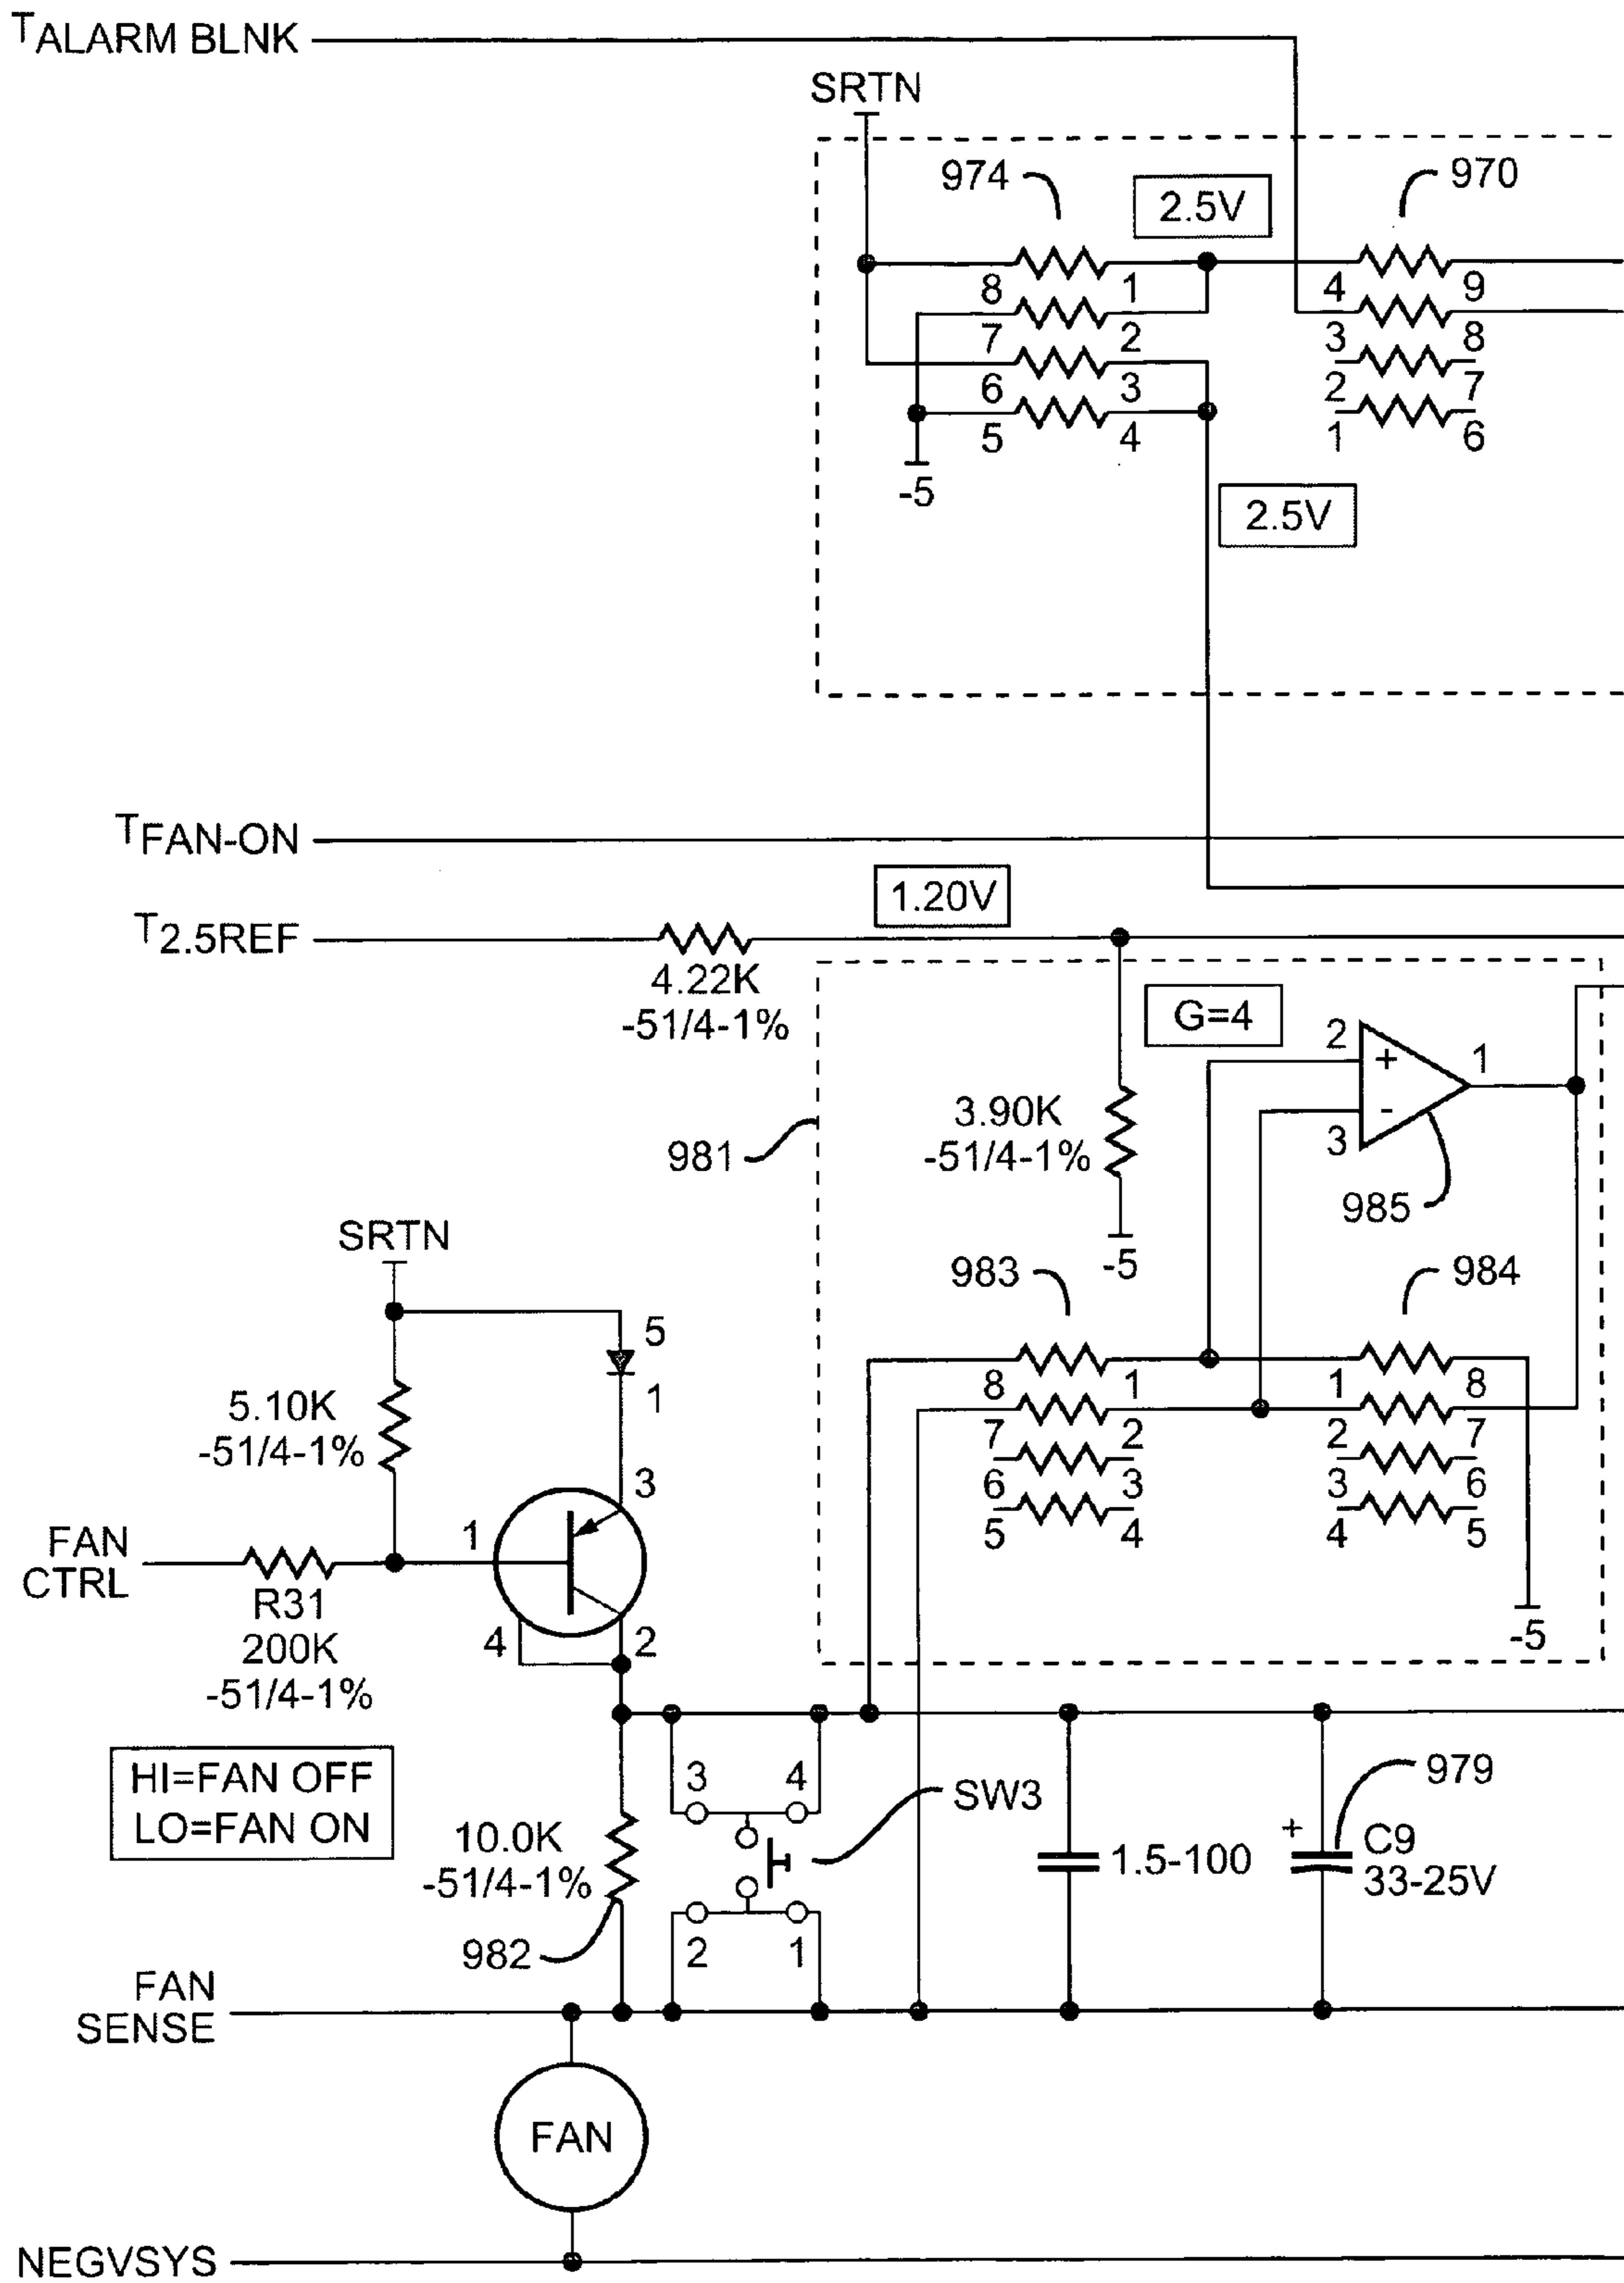 TALARM BLNK
SRTN
974
2.5V
970
8 1 4 9
7 2 3 8
6 3 2 7
5 4 1 6
-5
2.5V
TFAN-ON
1.20V
T2.5REF
4.22K
-51/4-1%
G=4
2
+
1
-
3
985
3.90K
-51/4-1%
981
-5
SRTN
983
984
5
1
5.10K
-51/4-1%
8 1 1 8
7 2 2 7
6 3 3 6
5 4 4 5
-5
3
1
FAN
CTRL
R31
200K
-51/4-1%
4 2
HI=FAN OFF
LO=FAN ON
3 4
SW3
979
10.0K
-51/4-1%
982
2 1
1.5-100
+
C9
33-25V
FAN
SENSE
FAN
NEGVSYS